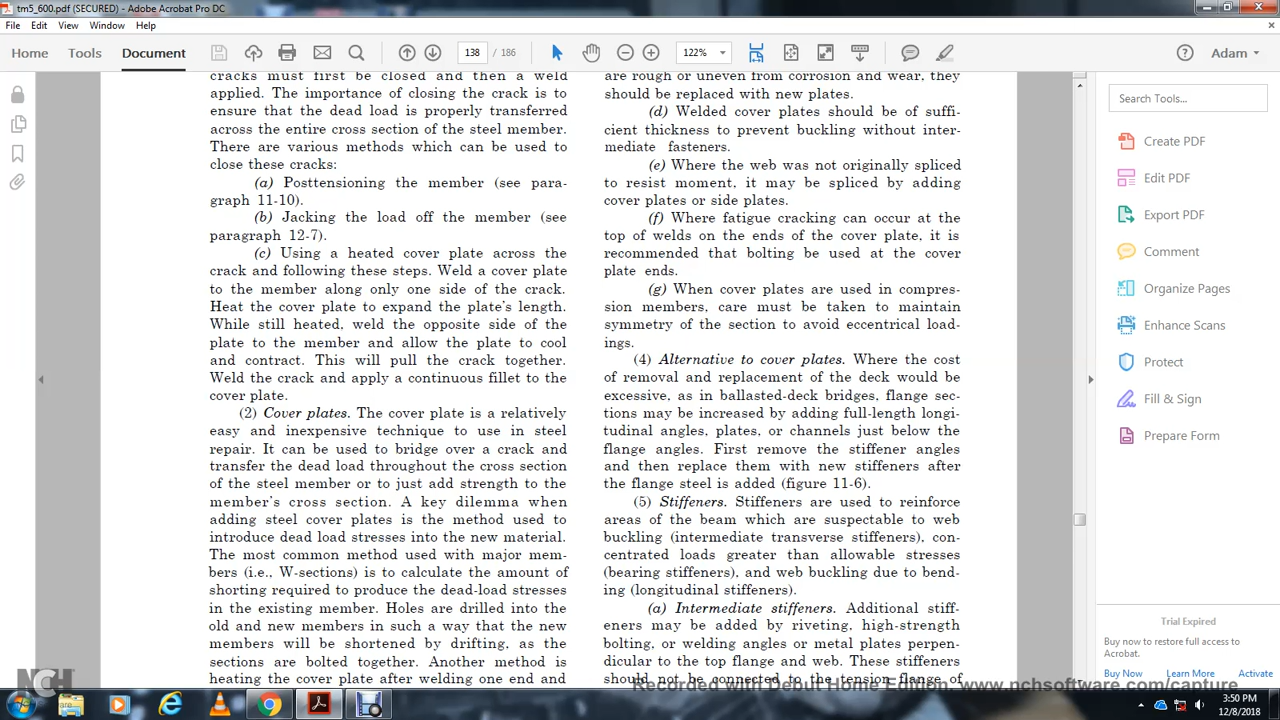 tm5_600.pdf (SECURED) - Adobe Acrobat Pro DC
File Edit View Window Help
Home Tools Document 138 / 186 122% Adam
cracks must first be closed and then a weld
applied. The importance of closing the crack is to
ensure that the dead load is properly transferred
across the entire cross section of the steel member.
There are various methods which can be used to
close these cracks:
(a) Posttensioning the member (see para-
graph 11-10).
(b) Jacking the load off the member (see
paragraph 12-7).
(c) Using a heated cover plate across the
crack and following these steps. Weld a cover plate
to the member along only one side of the crack.
Heat the cover plate to expand the plate's length.
While still heated, weld the opposite side of the
plate to the member and allow the plate to cool
and contract. This will pull the crack together.
Weld the crack and apply a continuous fillet to the
cover plate.
(2) Cover plates. The cover plate is a relatively
easy and inexpensive technique to use in steel
repair. It can be used to bridge over a crack and
transfer the dead load throughout the cross section
of the steel member or to just add strength to the
member's cross section. A key dilemma when
adding steel cover plates is the method used to
introduce dead load stresses into the new material.
The most common method used with major mem-
bers (i.e., W-sections) is to calculate the amount of
shorting required to produce the dead-load stresses
in the existing member. Holes are drilled into the
old and new members in such a way that the new
members will be shortened by drifting, as the
sections are bolted together. Another method is
heating the cover plate after welding one end and
are rough or uneven from corrosion and wear, they
should be replaced with new plates.
(d) Welded cover plates should be of suffi-
cient thickness to prevent buckling without inter-
mediate fasteners.
(e) Where the web was not originally spliced
to resist moment, it may be spliced by adding
cover plates or side plates.
(f) Where fatigue cracking can occur at the
top of welds on the ends of the cover plate, it is
recommended that bolting be used at the cover
plate ends.
(g) When cover plates are used in compres-
sion members, care must be taken to maintain
symmetry of the section to avoid eccentrical load-
ings.
(4) Alternative to cover plates. Where the cost
of removal and replacement of the deck would be
excessive, as in ballasted-deck bridges, flange sec-
tions may be increased by adding full-length longi-
tudinal angles, plates, or channels just below the
flange angles. First remove the stiffener angles
and then replace them with new stiffeners after
the flange steel is added (figure 11-6).
(5) Stiffeners. Stiffeners are used to reinforce
areas of the beam which are suspectable to web
buckling (intermediate transverse stiffeners), con-
centrated loads greater than allowable stresses
(bearing stiffeners), and web buckling due to bend-
ing (longitudinal stiffeners).
(a) Intermediate stiffeners. Additional stiff-
eners may be added by riveting, high-strength
bolting, or welding angles or metal plates perpen-
dicular to the top flange and web. These stiffeners
should not be connected to the tension flange of
Search Tools...
Create PDF
Edit PDF
Export PDF
Comment
Organize Pages
Enhance Scans
Protect
Fill & Sign
Prepare Form
Trial Expired
Buy now to restore full access to
Acrobat.
Buy Now Learn More Activate
NCH
Recorded with Debut Home Edition. www.nchsoftware.com/capture
3:50 PM
12/8/2018